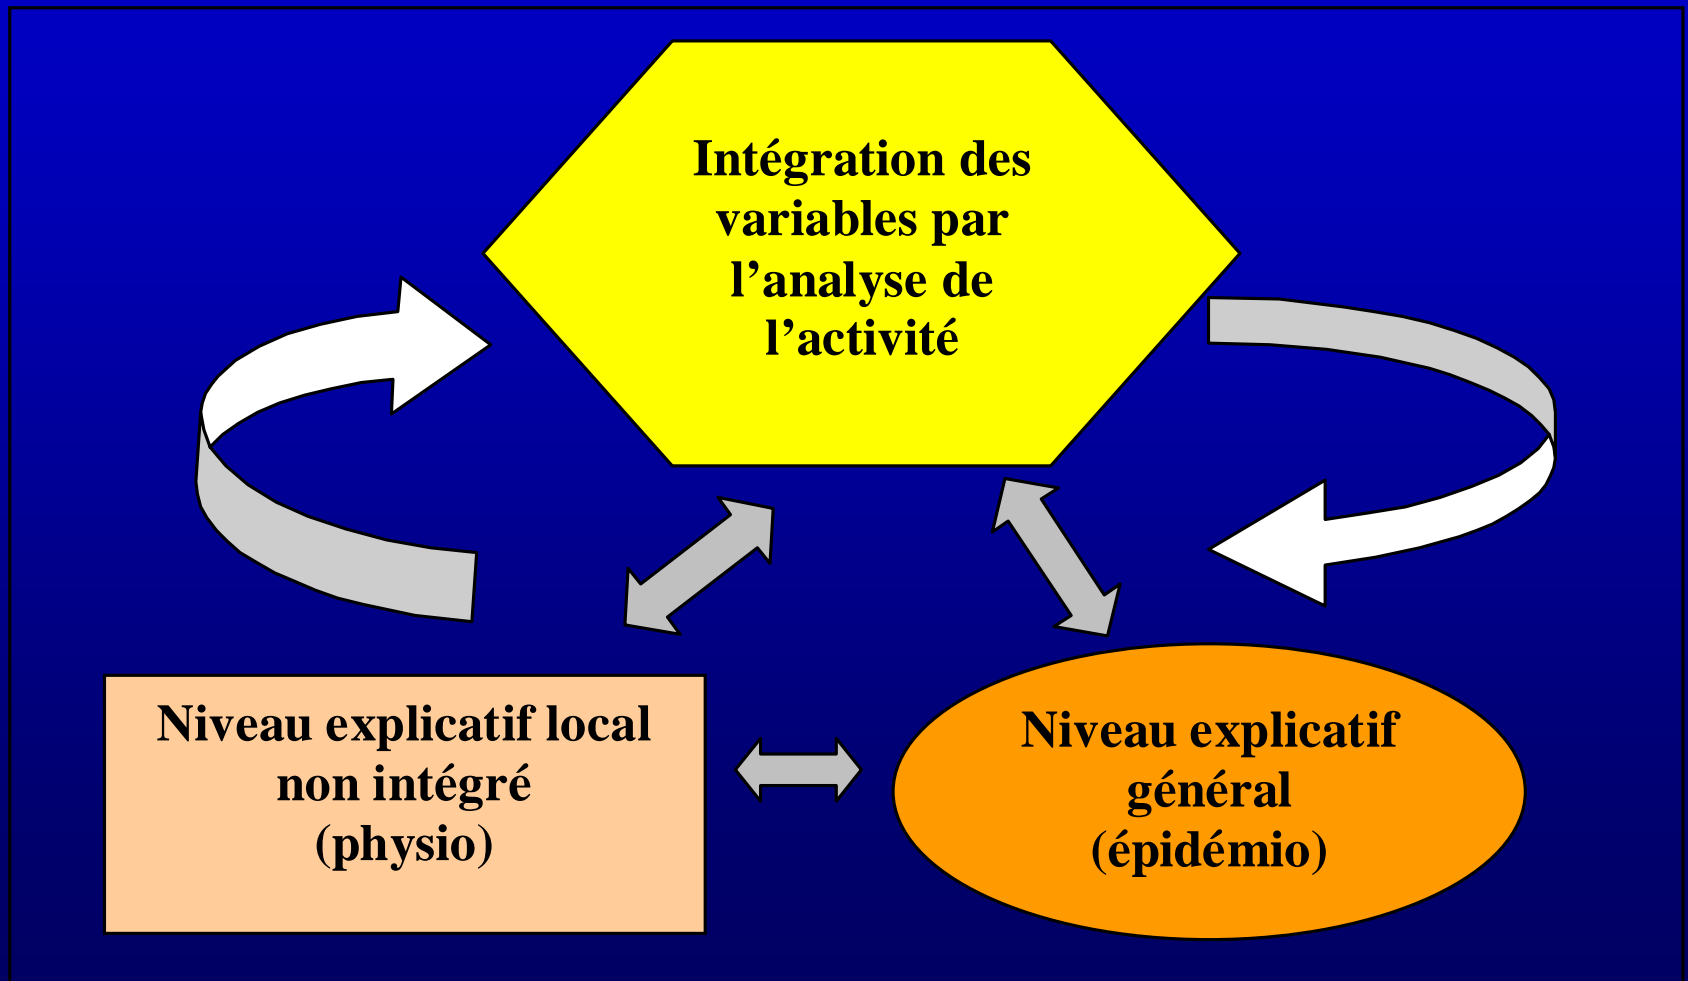 Intégration des
variables par
l’analyse de
l’activité
Niveau explicatif local
non intégré
(physio)
Niveau explicatif
général
(épidémio)